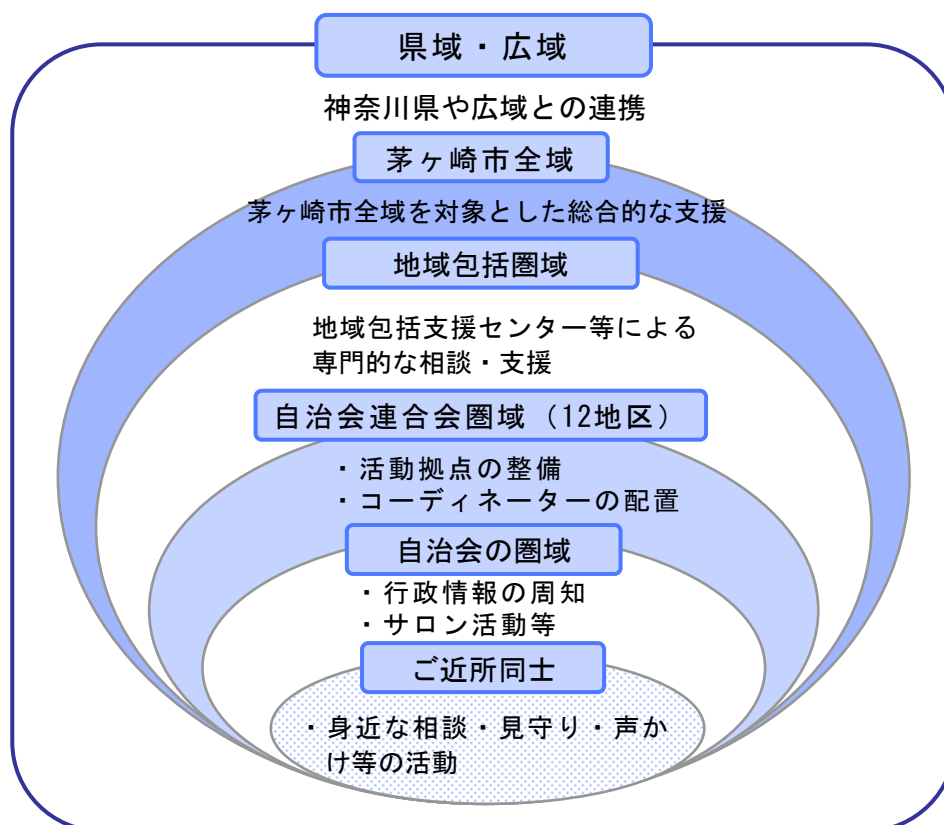 県域・広域
神奈川県や広域との連携
茅ヶ崎市全域
茅ヶ崎市全域を対象とした総合的な支援
地域包括圏域
地域包括支援センター等による
専門的な相談・支援
自治会連合会圏域（12地区）
・活動拠点の整備
・コーディネーターの配置
自治会の圏域
・行政情報の周知
・サロン活動等
ご近所同士
・身近な相談・見守り・声か
け等の活動